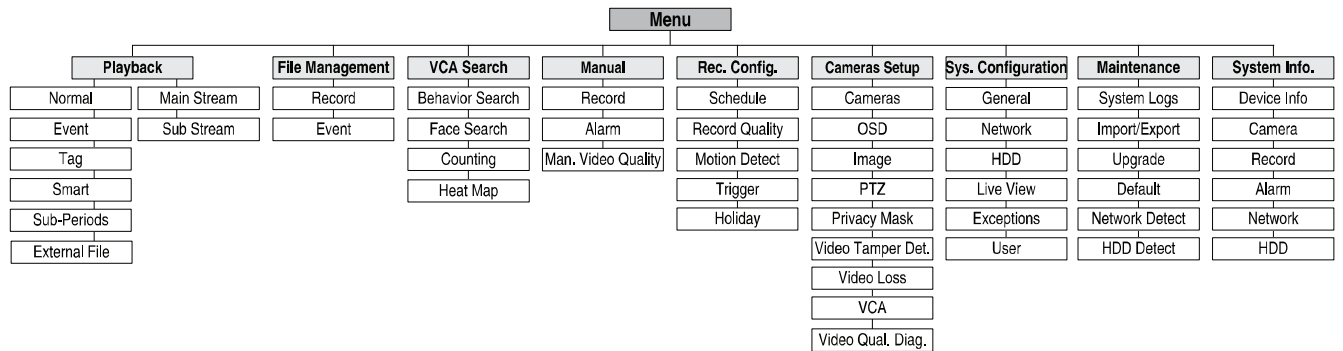 Menu
Playback
Normal
Event
Tag
Smart
Sub-Periods
External File
Main Stream
Sub Stream
File Management
Record
Event
VCA Search
Behavior Search
Face Search
Counting
Heat Map
Manual
Record
Alarm
Man. Video Quality
Rec. Config.
Schedule
Record Quality
Motion Detect
Trigger
Holiday
Cameras Setup
Cameras
OSD
Image
PTZ
Privacy Mask
Video Tamper Det.
Video Loss
VCA
Video Qual. Diag.
Sys. Configuration
General
Network
HDD
Live View
Exceptions
User
Maintenance
System Logs
Import/Export
Upgrade
Default
Network Detect
HDD Detect
System Info.
Device Info
Camera
Record
Alarm
Network
HDD